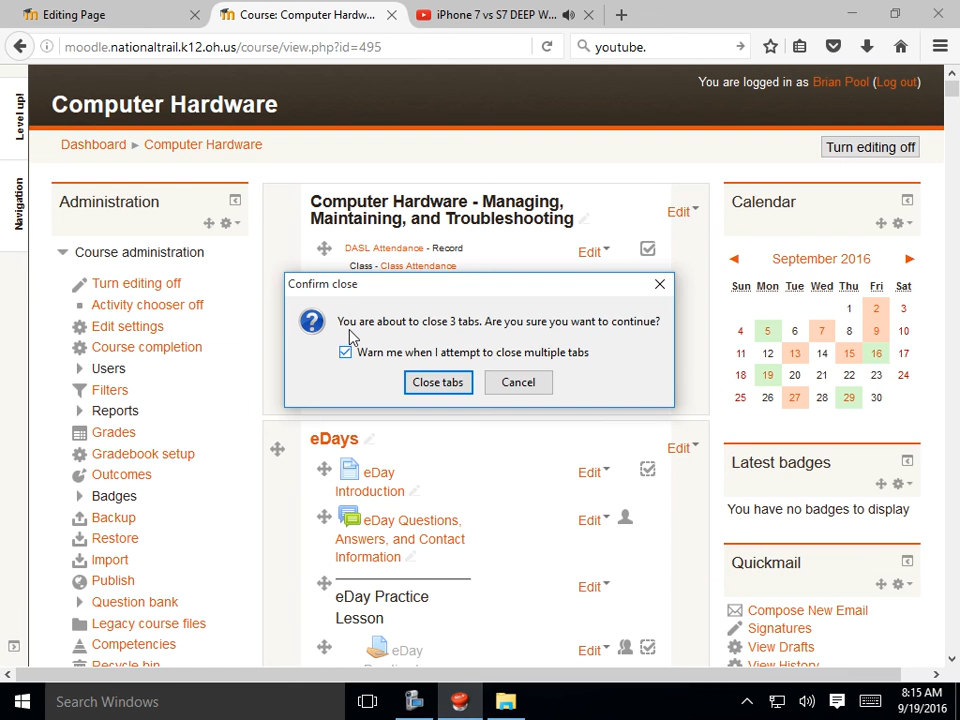 Editing Page
Course: Computer Hardw...
iPhone 7 vs S7 DEEP W...
moodle.nationaltrail.k12.oh.us/course/view.php?id=495
youtube.
You are logged in as Brian Pool (Log out)
Computer Hardware
Level up!
Navigation
Dashboard ► Computer Hardware
Turn editing off
Administration
Course administration
Turn editing off
Activity chooser off
Edit settings
Course completion
Users
Filters
Reports
Grades
Gradebook setup
Outcomes
Badges
Backup
Restore
Import
Publish
Question bank
Legacy course files
Competencies
Recycle bin
Computer Hardware - Managing,
Maintaining, and Troubleshooting
Edit
DASL Attendance - Record
Edit
Class - Class Attendance
Confirm close
You are about to close 3 tabs. Are you sure you want to continue?
Warn me when I attempt to close multiple tabs
Close tabs
Cancel
eDays
Edit
eDay
Introduction
Edit
eDay Questions,
Answers, and Contact
Information
Edit
eDay Practice
Lesson
Edit
eDay
Edit
Calendar
September 2016
Sun Mon Tue Wed Thu Fri Sat
1 2 3
4 5 6 7 8 9 10
11 12 13 14 15 16 17
18 19 20 21 22 23 24
25 26 27 28 29 30
Latest badges
You have no badges to display
Quickmail
Compose New Email
Signatures
View Drafts
View History
Search Windows
8:15 AM
9/19/2016